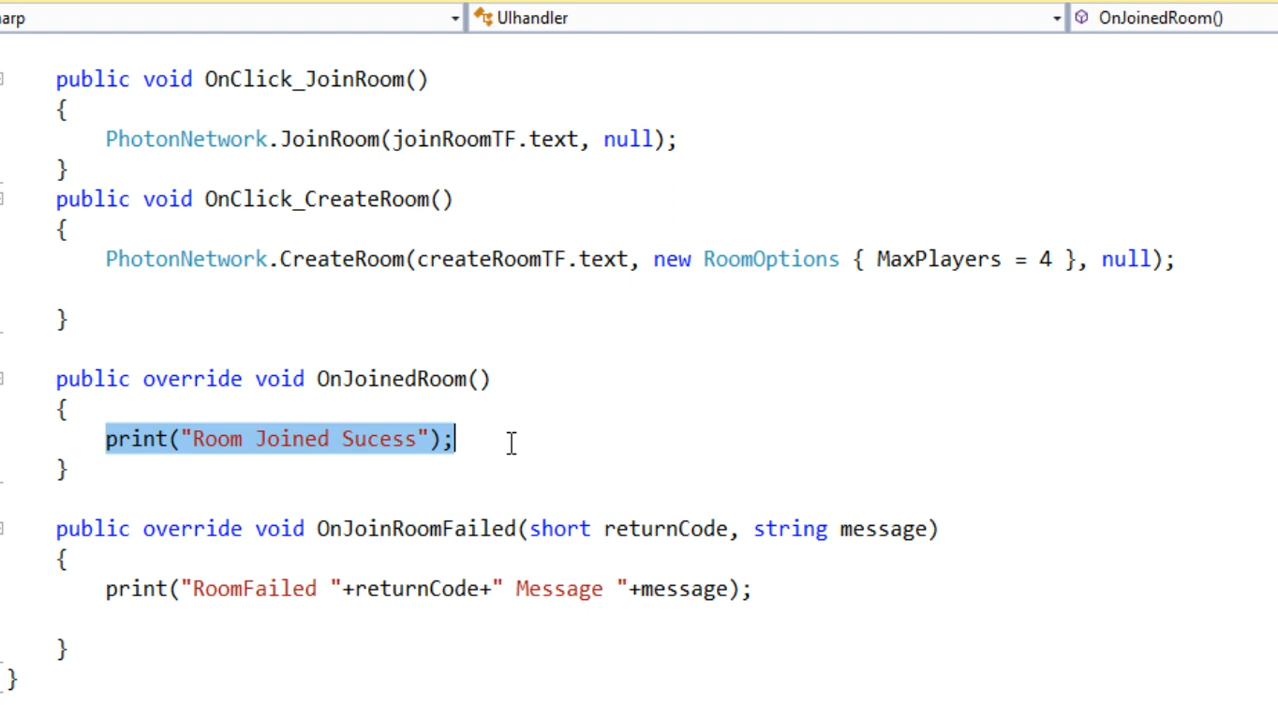 arp UIhandler OnJoinedRoom()
public void OnClick_JoinRoom()
{
PhotonNetwork.JoinRoom(joinRoomTF.text, null);
}
public void OnClick_CreateRoom()
{
PhotonNetwork.CreateRoom(createRoomTF.text, new RoomOptions { MaxPlayers = 4 }, null);
}
public override void OnJoinedRoom()
{
print("Room Joined Sucess");
}
public override void OnJoinRoomFailed(short returnCode, string message)
{
print("RoomFailed "+returnCode+" Message "+message);
}
}